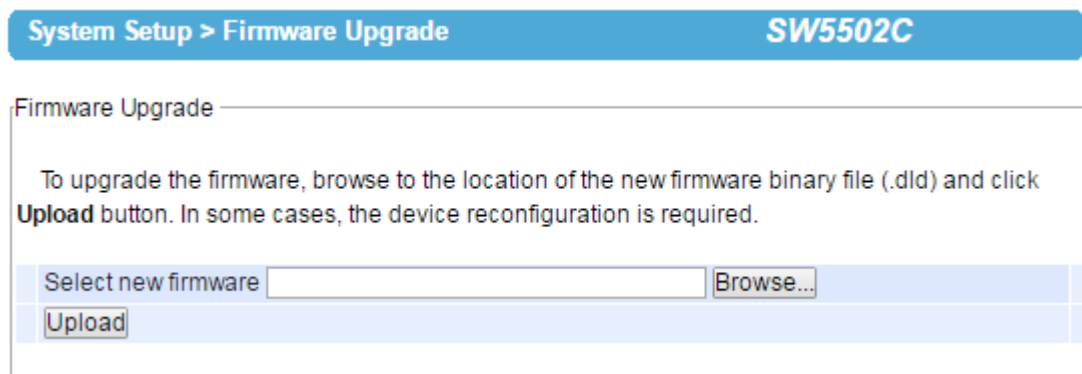 System Setup > Firmware Upgrade SW5502C
Firmware Upgrade
To upgrade the firmware, browse to the location of the new firmware binary file (.dld) and click
Upload button. In some cases, the device reconfiguration is required.
Select new firmware Browse...
Upload